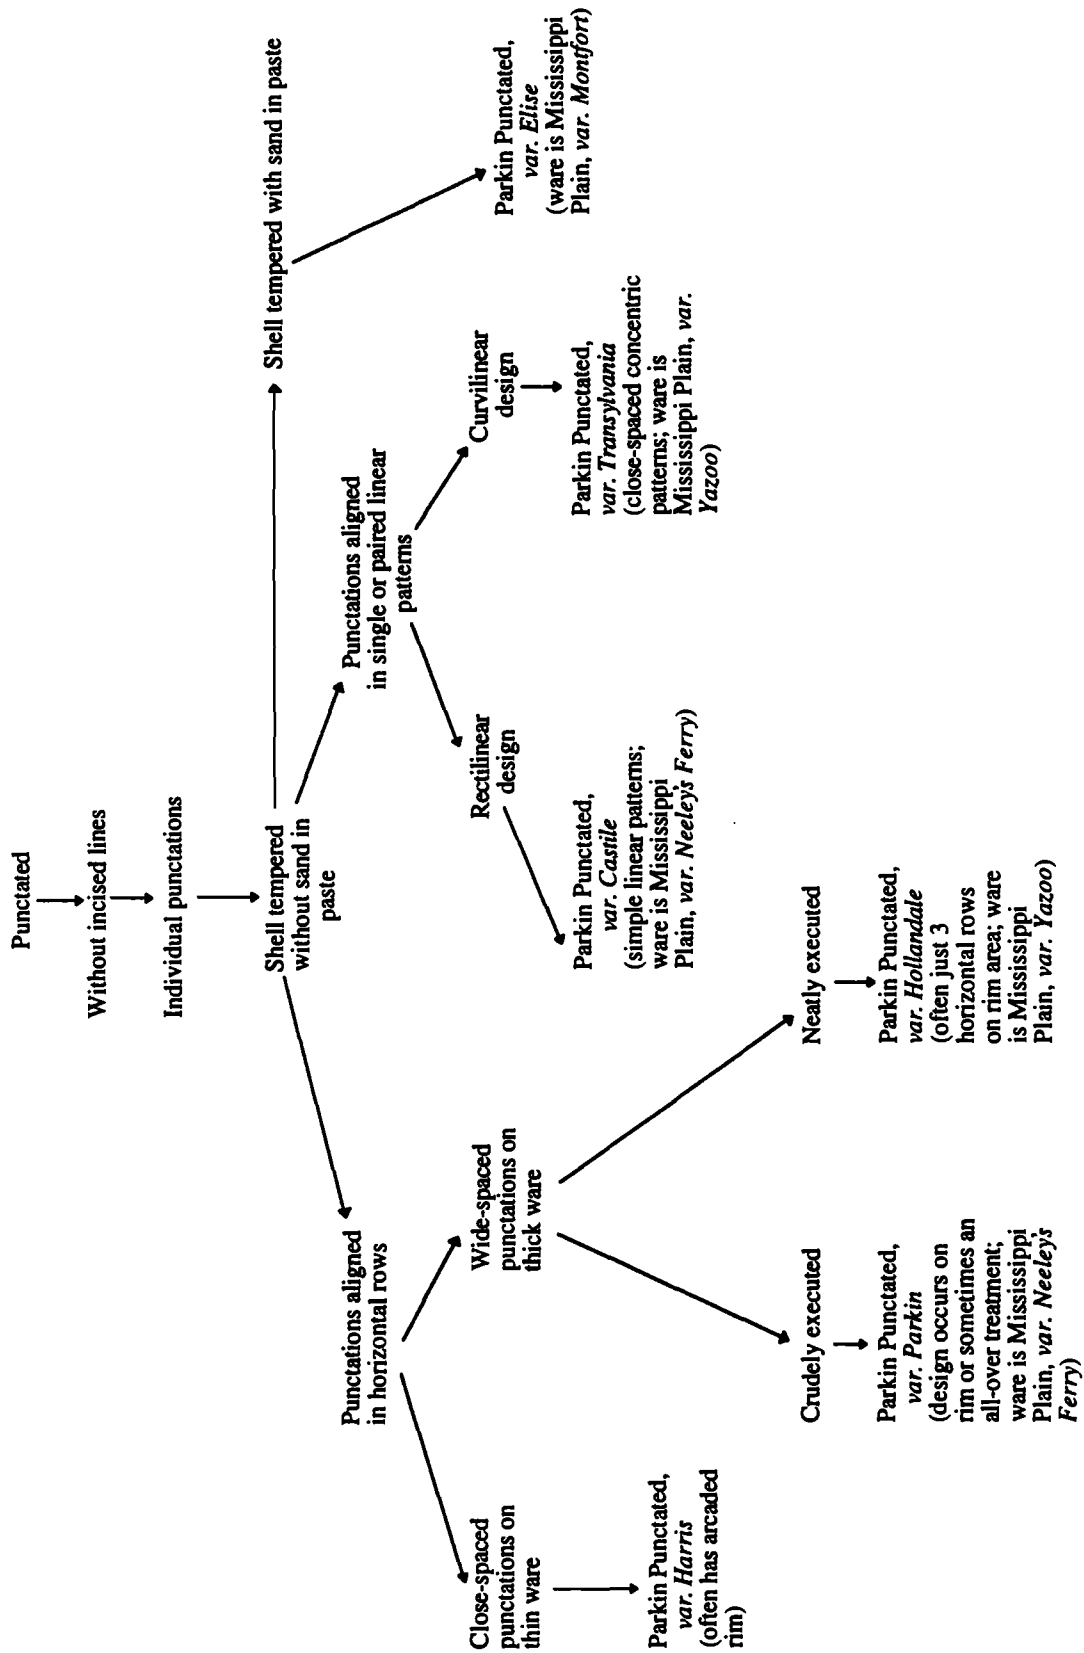 Punctated
Without incised lines
Individual punctations
Shell tempered
without sand in
paste
Shell tempered with sand in paste
Punctations aligned
in horizontal rows
Punctations aligned
in single or paired linear
patterns
Close-spaced
punctations on
thin ware
Wide-spaced
punctations on
thick ware
Rectilinear
design
Curvilinear
design
Parkin Punctated,
var. Elise
(ware is Mississippi
Plain, var. Montfort)
Parkin Punctated,
var. Castile
(simple linear patterns;
ware is Mississippi
Plain, var. Neeley's Ferry)
Parkin Punctated,
var. Transylvania
(close-spaced concentric
patterns; ware is
Mississippi Plain, var.
Yazoo)
Parkin Punctated,
var. Harris
(often has arcaded
rim)
Crudely executed
Neatly executed
Parkin Punctated,
var. Parkin
(design occurs on
rim or sometimes an
all-over treatment;
ware is Mississippi
Plain, var. Neeley's
Ferry)
Parkin Punctated,
var. Hollandale
(often just 3
horizontal rows
on rim area; ware
is Mississippi
Plain, var. Yazoo)